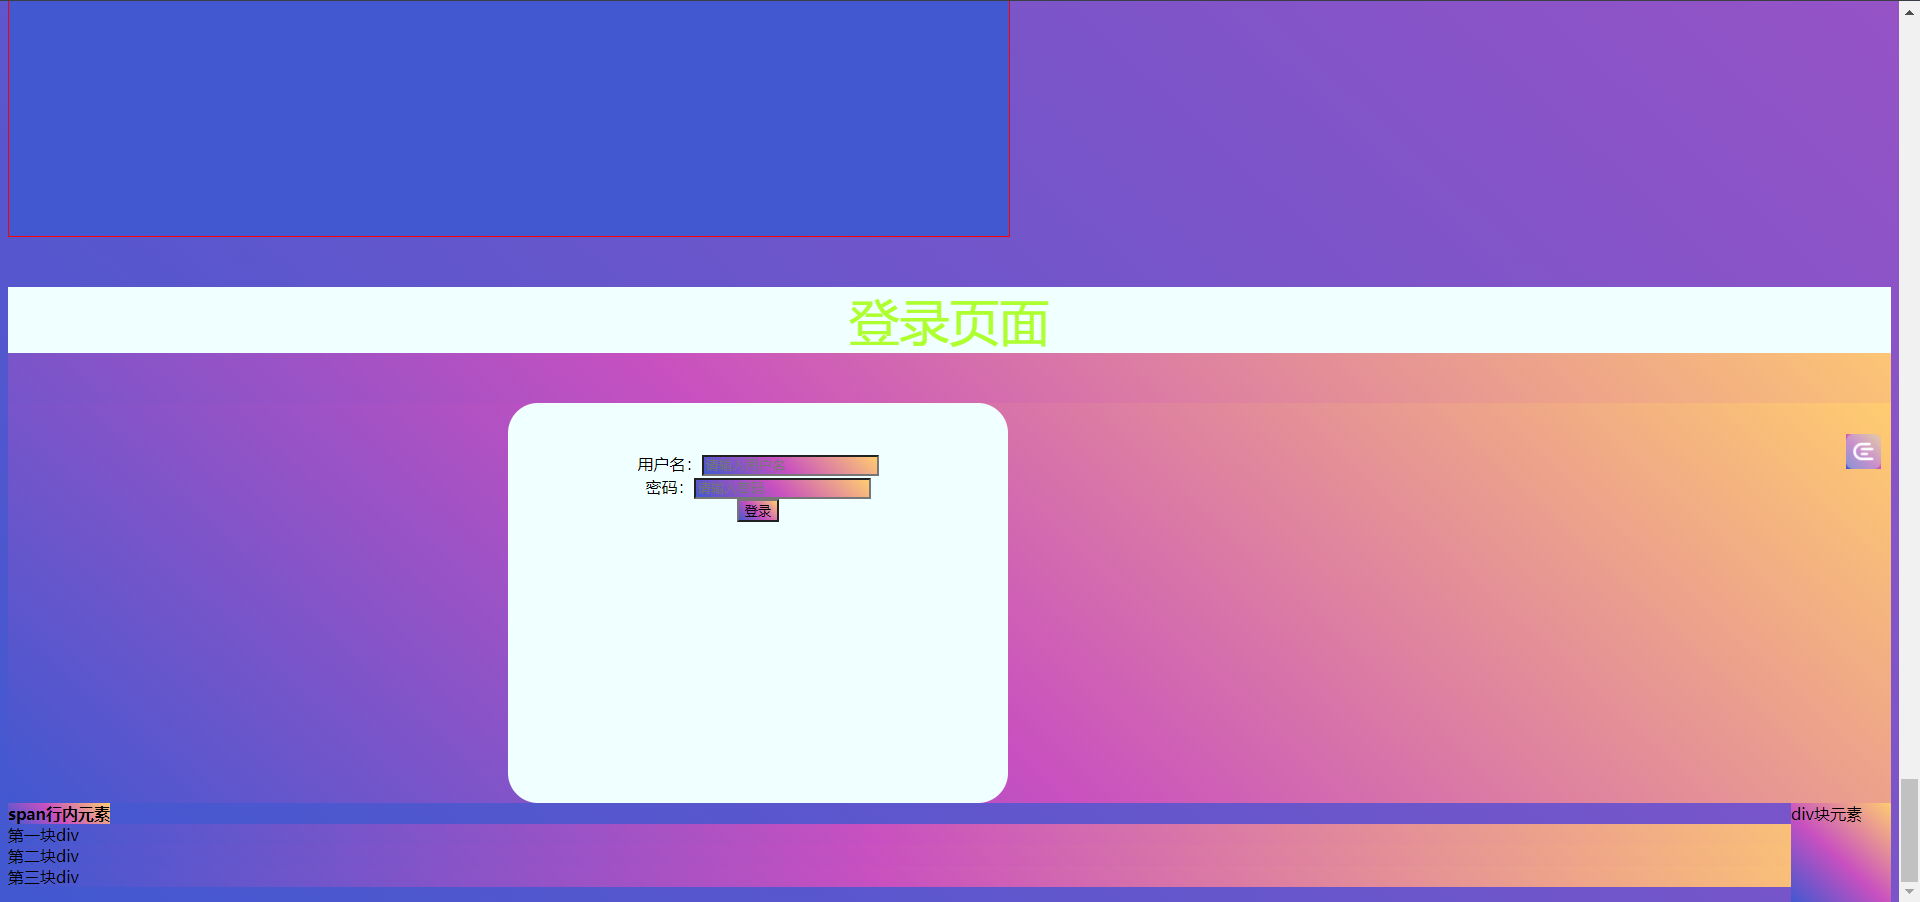 登录页面
用户名：
密码：
登录
span行内元素
div块元素
第一块div
第二块div
第三块div